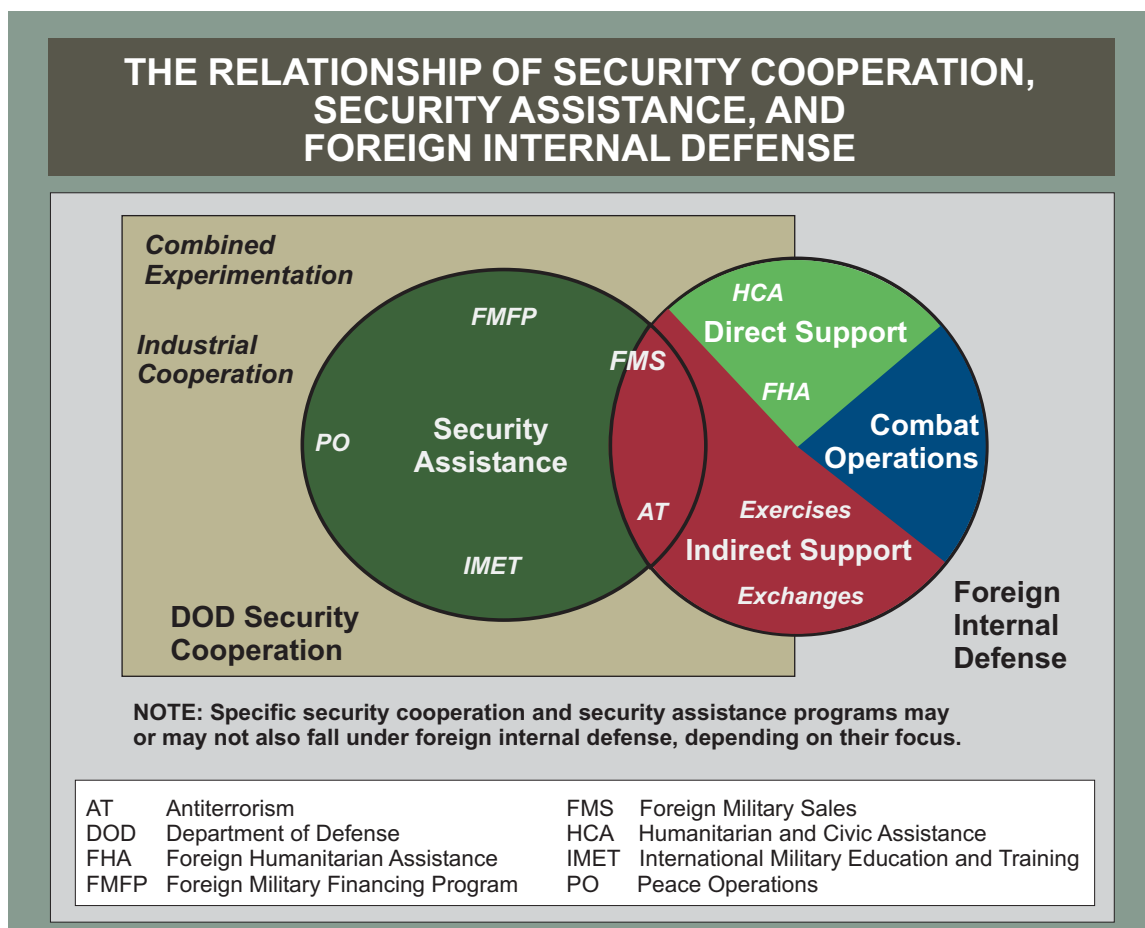 THE RELATIONSHIP OF SECURITY COOPERATION,
SECURITY ASSISTANCE, AND
FOREIGN INTERNAL DEFENSE
Combined
Experimentation
Industrial
Cooperation
FMFP
FMS
PO
Security
Assistance
AT
IMET
DOD Security
Cooperation
HCA
Direct Support
FHA
Combat
Operations
Exercises
Indirect Support
Exchanges
Foreign
Internal
Defense
NOTE: Specific security cooperation and security assistance programs may
or may not also fall under foreign internal defense, depending on their focus.
AT Antiterrorism
DOD Department of Defense
FHA Foreign Humanitarian Assistance
FMFP Foreign Military Financing Program
FMS Foreign Military Sales
HCA Humanitarian and Civic Assistance
IMET International Military Education and Training
PO Peace Operations